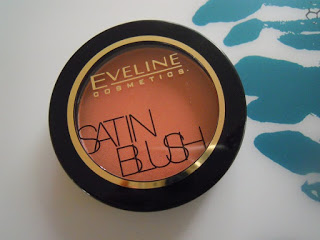 EVELINE
COSMETICS
SATIN
BLUSH